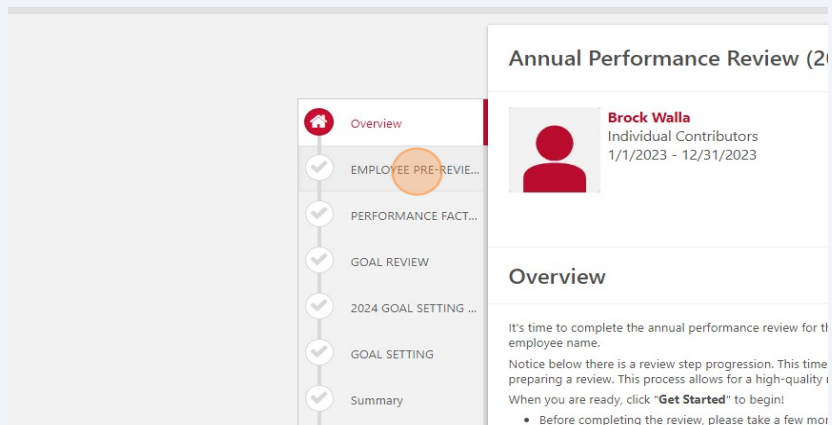 Annual Performance Review (20
Brock Walla
Individual Contributors
1/1/2023 - 12/31/2023
Overview
EMPLOYEE PRE-REVIE...
PERFORMANCE FACT...
GOAL REVIEW
2024 GOAL SETTING ...
GOAL SETTING
Summary
Overview
It's time to complete the annual performance review for th
employee name.
Notice below there is a review step progression. This time
preparing a review. This process allows for a high-quality
When you are ready, click "Get Started" to begin!
• Before completing the review, please take a few mor